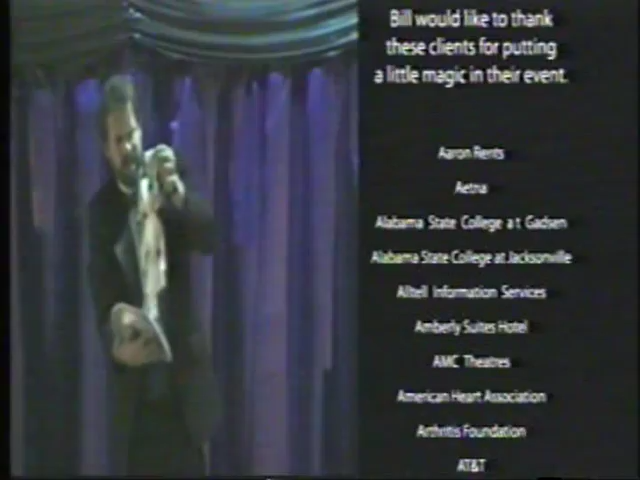 Bill would like to thank
these clients for putting
a little magic in their event.
Aaron Rents
Aetna
Alabama State College at Gadsen
Alabama State College at Jacksonville
Alltell Information Services
Amberly Suites Hotel
AMC Theatres
American Heart Association
Arthritis Foundation
AT&T